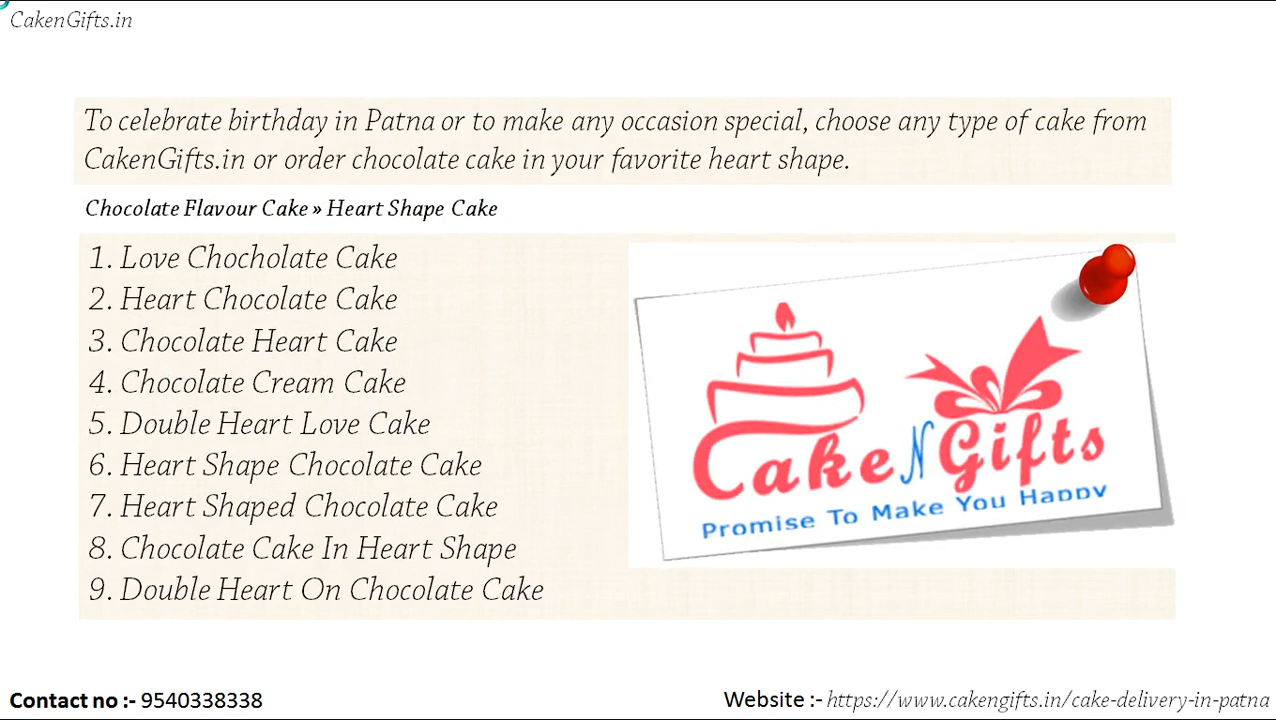 CakenGifts.in
To celebrate birthday in Patna or to make any occasion special, choose any type of cake from
CakenGifts.in or order chocolate cake in your favorite heart shape.
Chocolate Flavour Cake » Heart Shape Cake
1. Love Chocholate Cake
2. Heart Chocolate Cake
3. Chocolate Heart Cake
4. Chocolate Cream Cake
5. Double Heart Love Cake
6. Heart Shape Chocolate Cake
7. Heart Shaped Chocolate Cake
8. Chocolate Cake In Heart Shape
9. Double Heart On Chocolate Cake
Cake N Gifts
Promise To Make You Happy
Contact no :- 9540338338
Website :- https://www.cakengifts.in/cake-delivery-in-patna